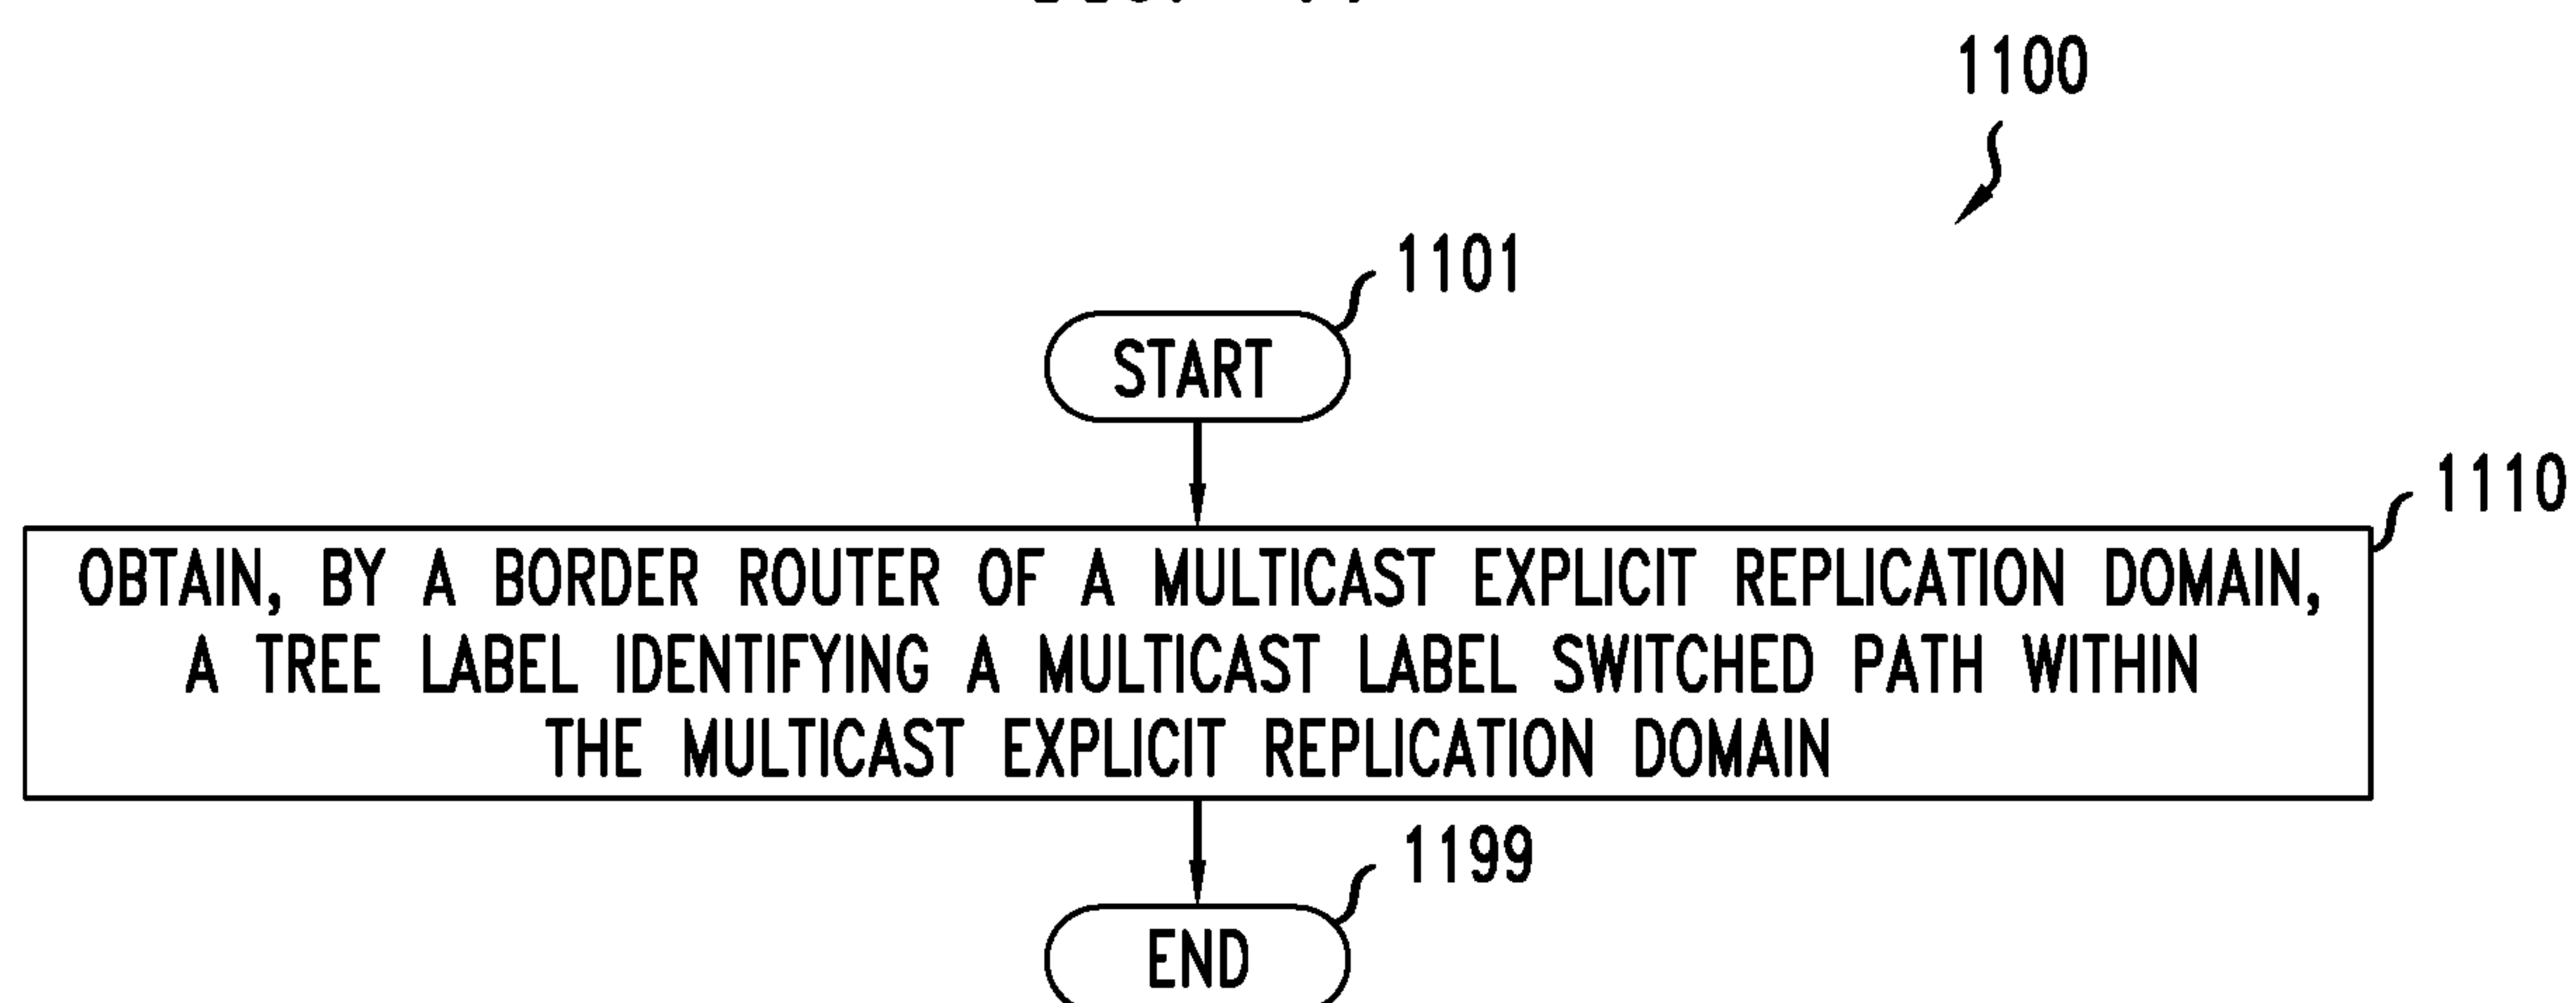 1100
1101
START
1110
OBTAIN, BY A BORDER ROUTER OF A MULTICAST EXPLICIT REPLICATION DOMAIN,
A TREE LABEL IDENTIFYING A MULTICAST LABEL SWITCHED PATH WITHIN
THE MULTICAST EXPLICIT REPLICATION DOMAIN
1199
END